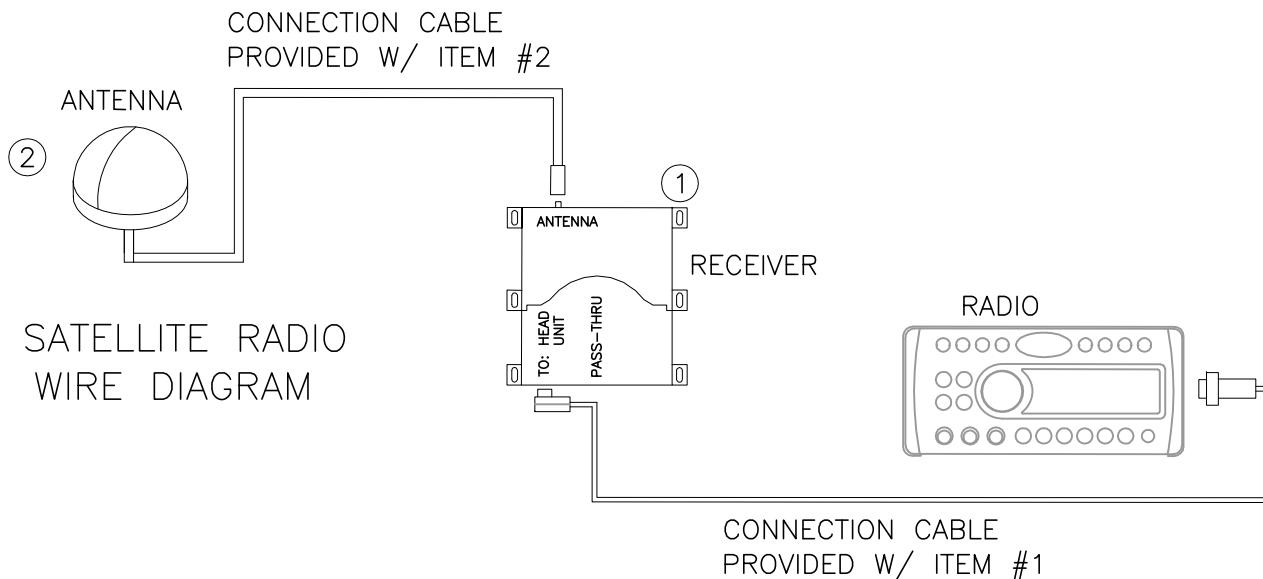 CONNECTION CABLE
PROVIDED W/ ITEM #2
ANTENNA
2
1
ANTENNA
RECEIVER
TO: HEAD
UNIT
PASS-THRU
RADIO
SATELLITE RADIO
WIRE DIAGRAM
CONNECTION CABLE
PROVIDED W/ ITEM #1